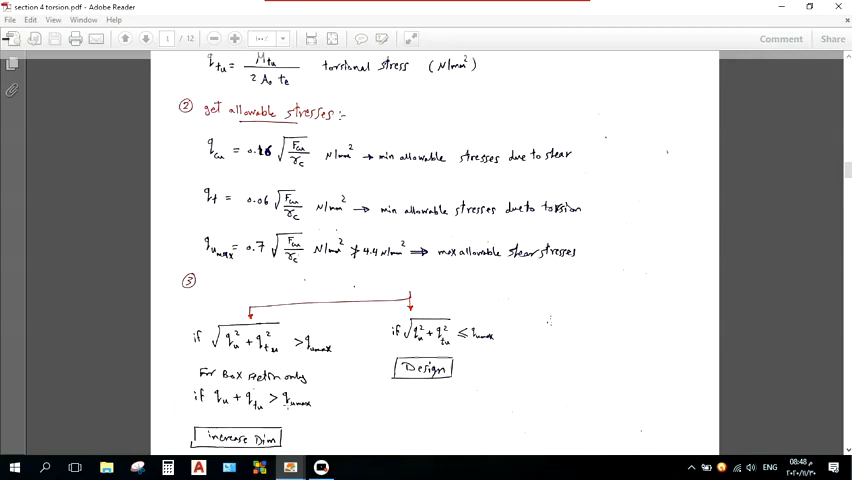 section 4 torsion.pdf - Adobe Reader
File Edit View Window Help
1 / 12
Comment Share
q_tu = M_tu / (2 A_o t_e) torsional stress (N/mm²)
② get allowable stresses :-
q_cu = 0.16 √(F_cu/γ_c) N/mm² → min allowable stresses due to shear
q_t = 0.06 √(F_cu/γ_c) N/mm² → min allowable stresses due to torsion
q_umax = 0.7 √(F_cu/γ_c) N/mm² ≯ 4.4 N/mm² ⇒ max allowable shear stresses
③
if √(q_u² + q_tu²) > q_umax
if √(q_u² + q_tu²) ≤ q_umax
For Box section only
Design
if q_u + q_tu > q_umax
increase Dim
ENG
08:48 م
٢٠٢٠/١١/٣٠